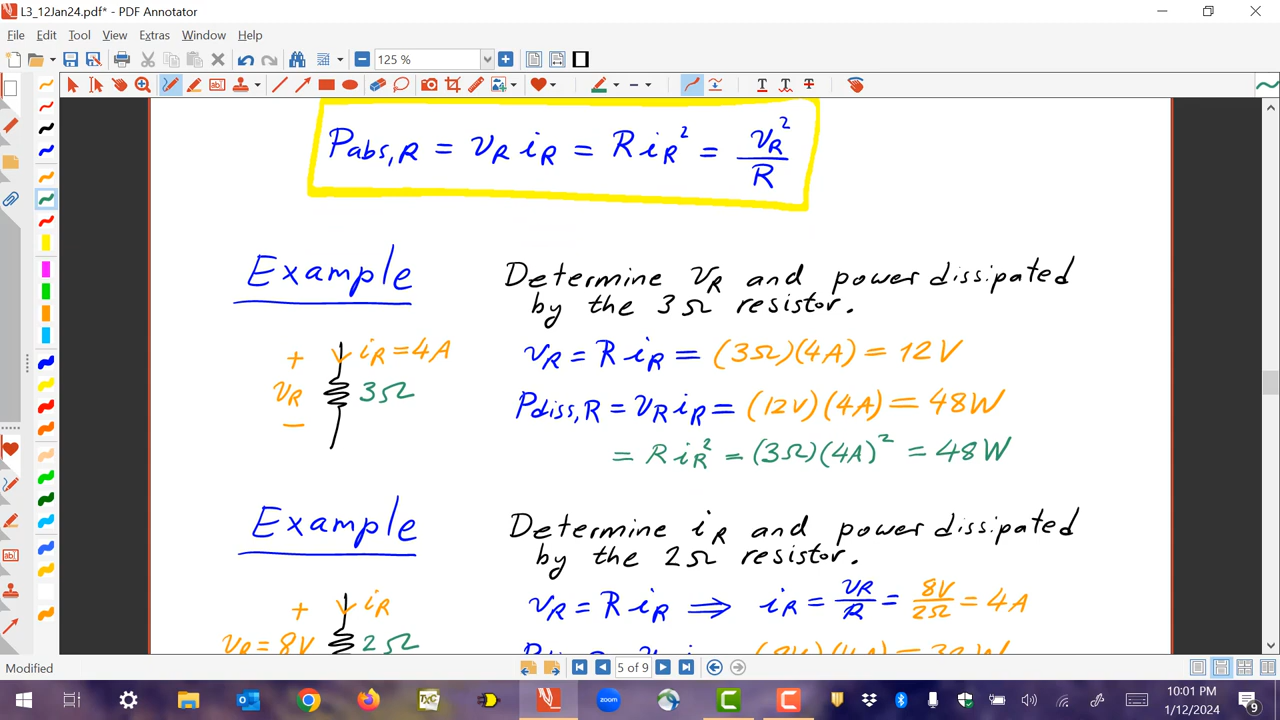 L3_12Jan24.pdf* - PDF Annotator
File Edit Tool View Extras Window Help
125 %
Pabs,R = vR iR = R iR² = vR²/R
Example
Determine vR and power dissipated
by the 3Ω resistor.
+ iR = 4A
vR 3Ω
−
vR = R iR = (3Ω)(4A) = 12V
Pdiss,R = vR iR = (12V)(4A) = 48W
= R iR² = (3Ω)(4A)² = 48W
Example
Determine iR and power dissipated
by the 2Ω resistor.
+ iR
vR = 8V 2Ω
vR = R iR ⟹ iR = vR/R = 8V/2Ω = 4A
Modified
5 of 9
10:01 PM
1/12/2024